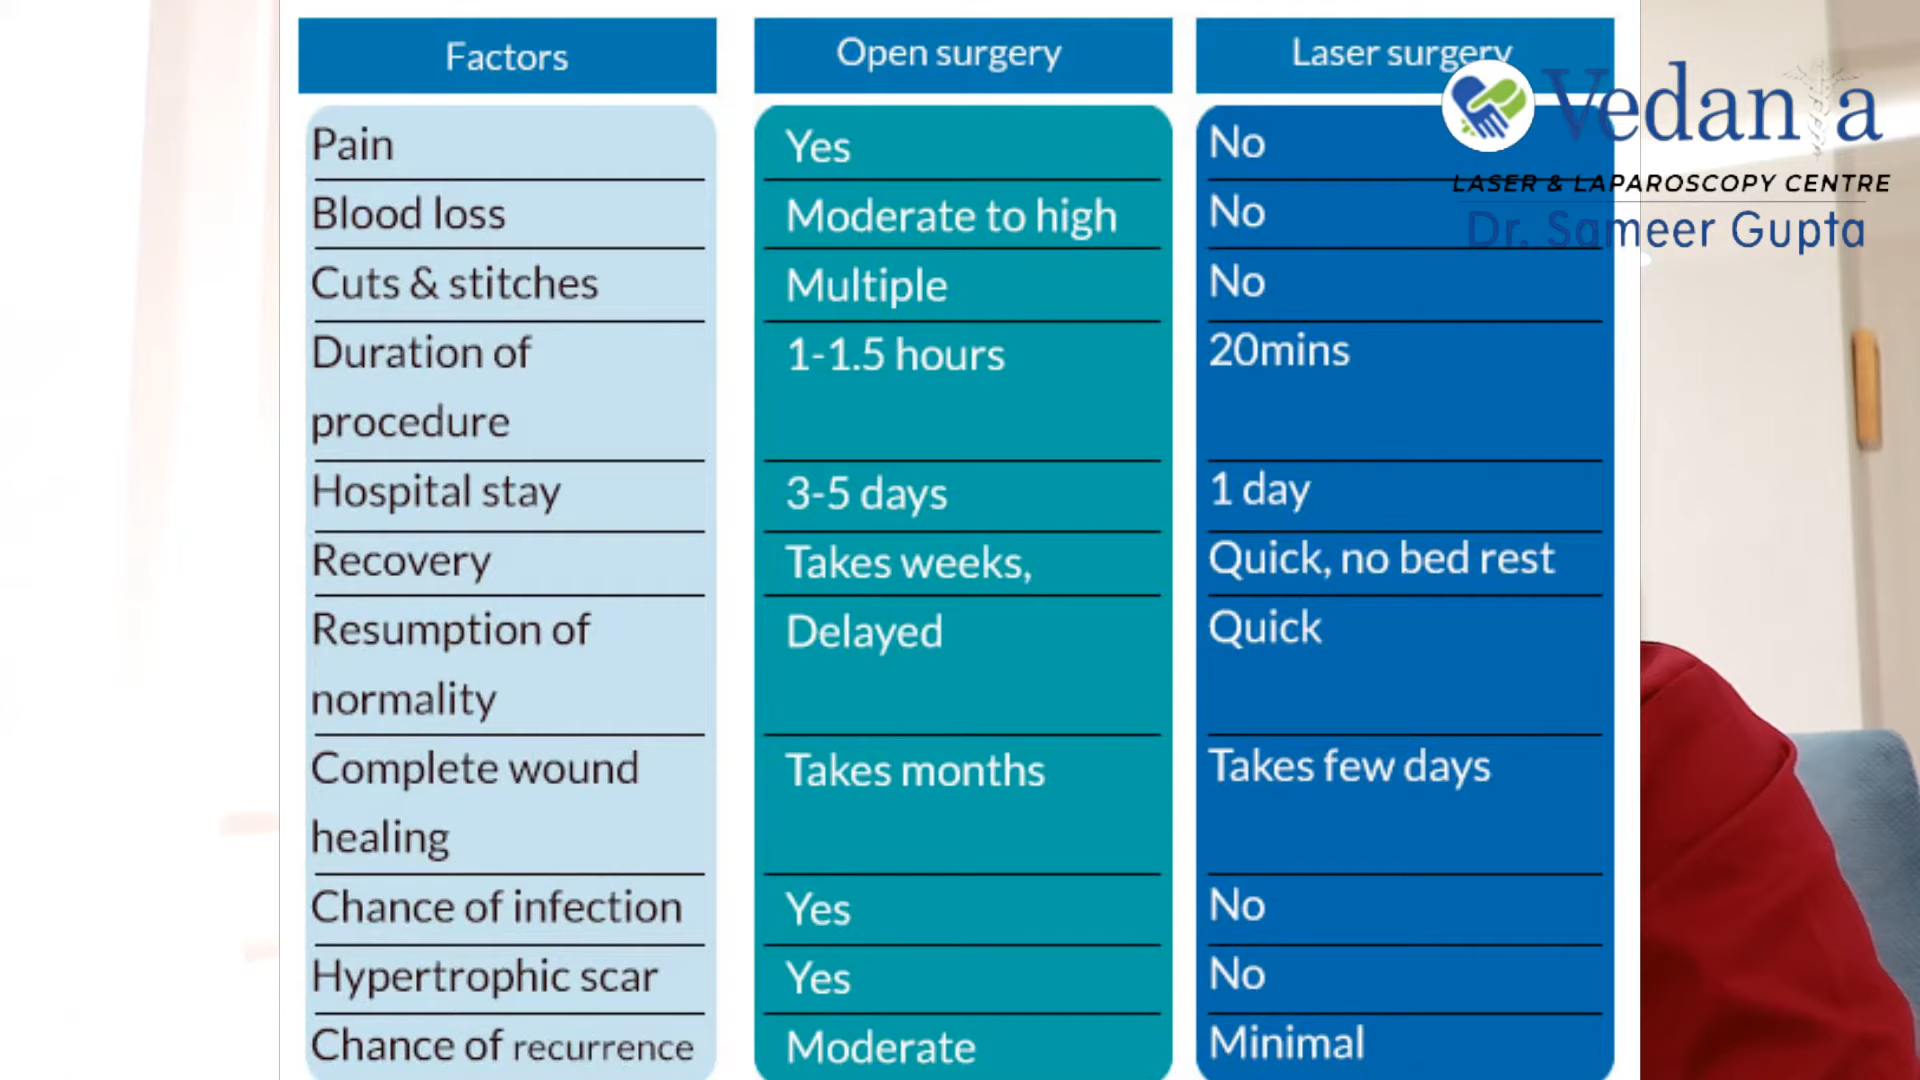 Factors Open surgery Laser surgery
Vedanta
LASER & LAPAROSCOPY CENTRE
Dr. Sameer Gupta
Pain Yes No
Blood loss Moderate to high No
Cuts & stitches Multiple No
Duration of 1-1.5 hours 20mins
procedure
Hospital stay 3-5 days 1 day
Recovery Takes weeks, Quick, no bed rest
Resumption of Delayed Quick
normality
Complete wound Takes months Takes few days
healing
Chance of infection Yes No
Hypertrophic scar Yes No
Chance of recurrence Moderate Minimal